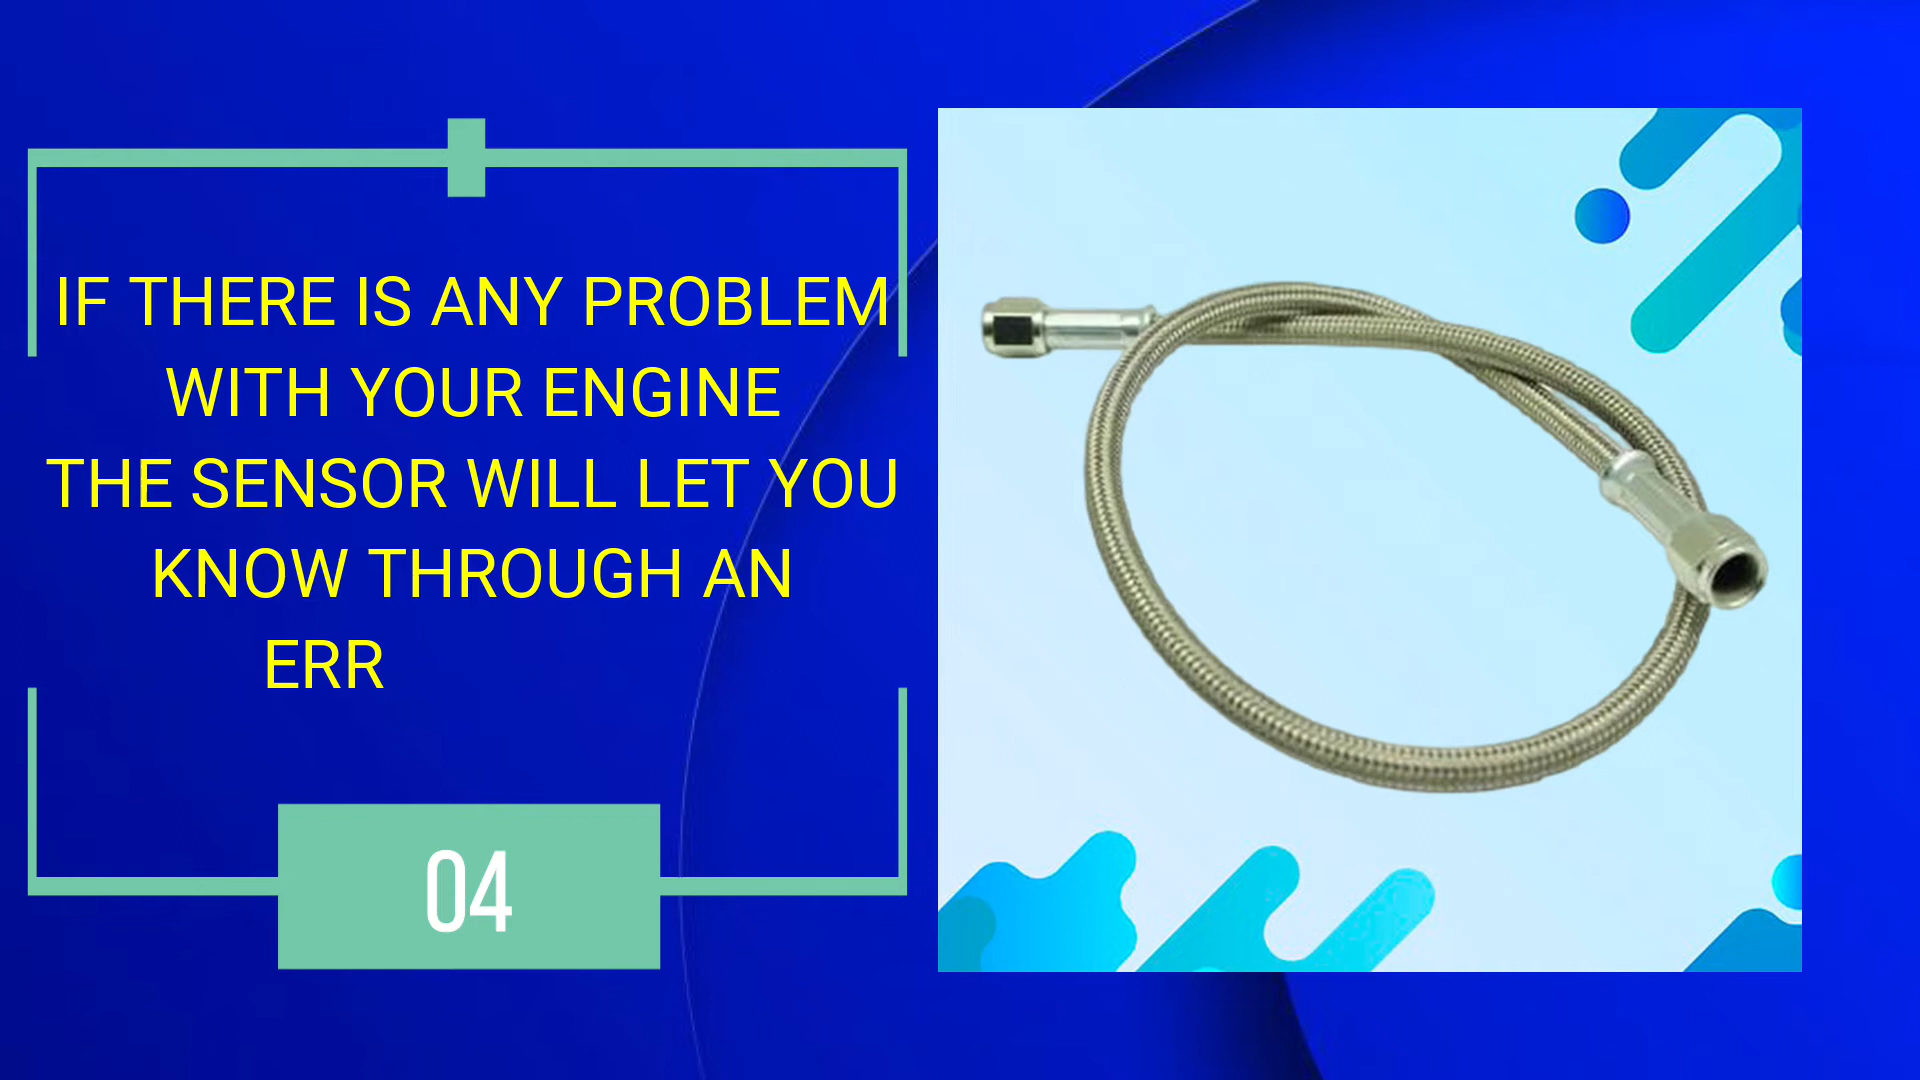 IF THERE IS ANY PROBLEM
WITH YOUR ENGINE
THE SENSOR WILL LET YOU
KNOW THROUGH AN
ERR
04